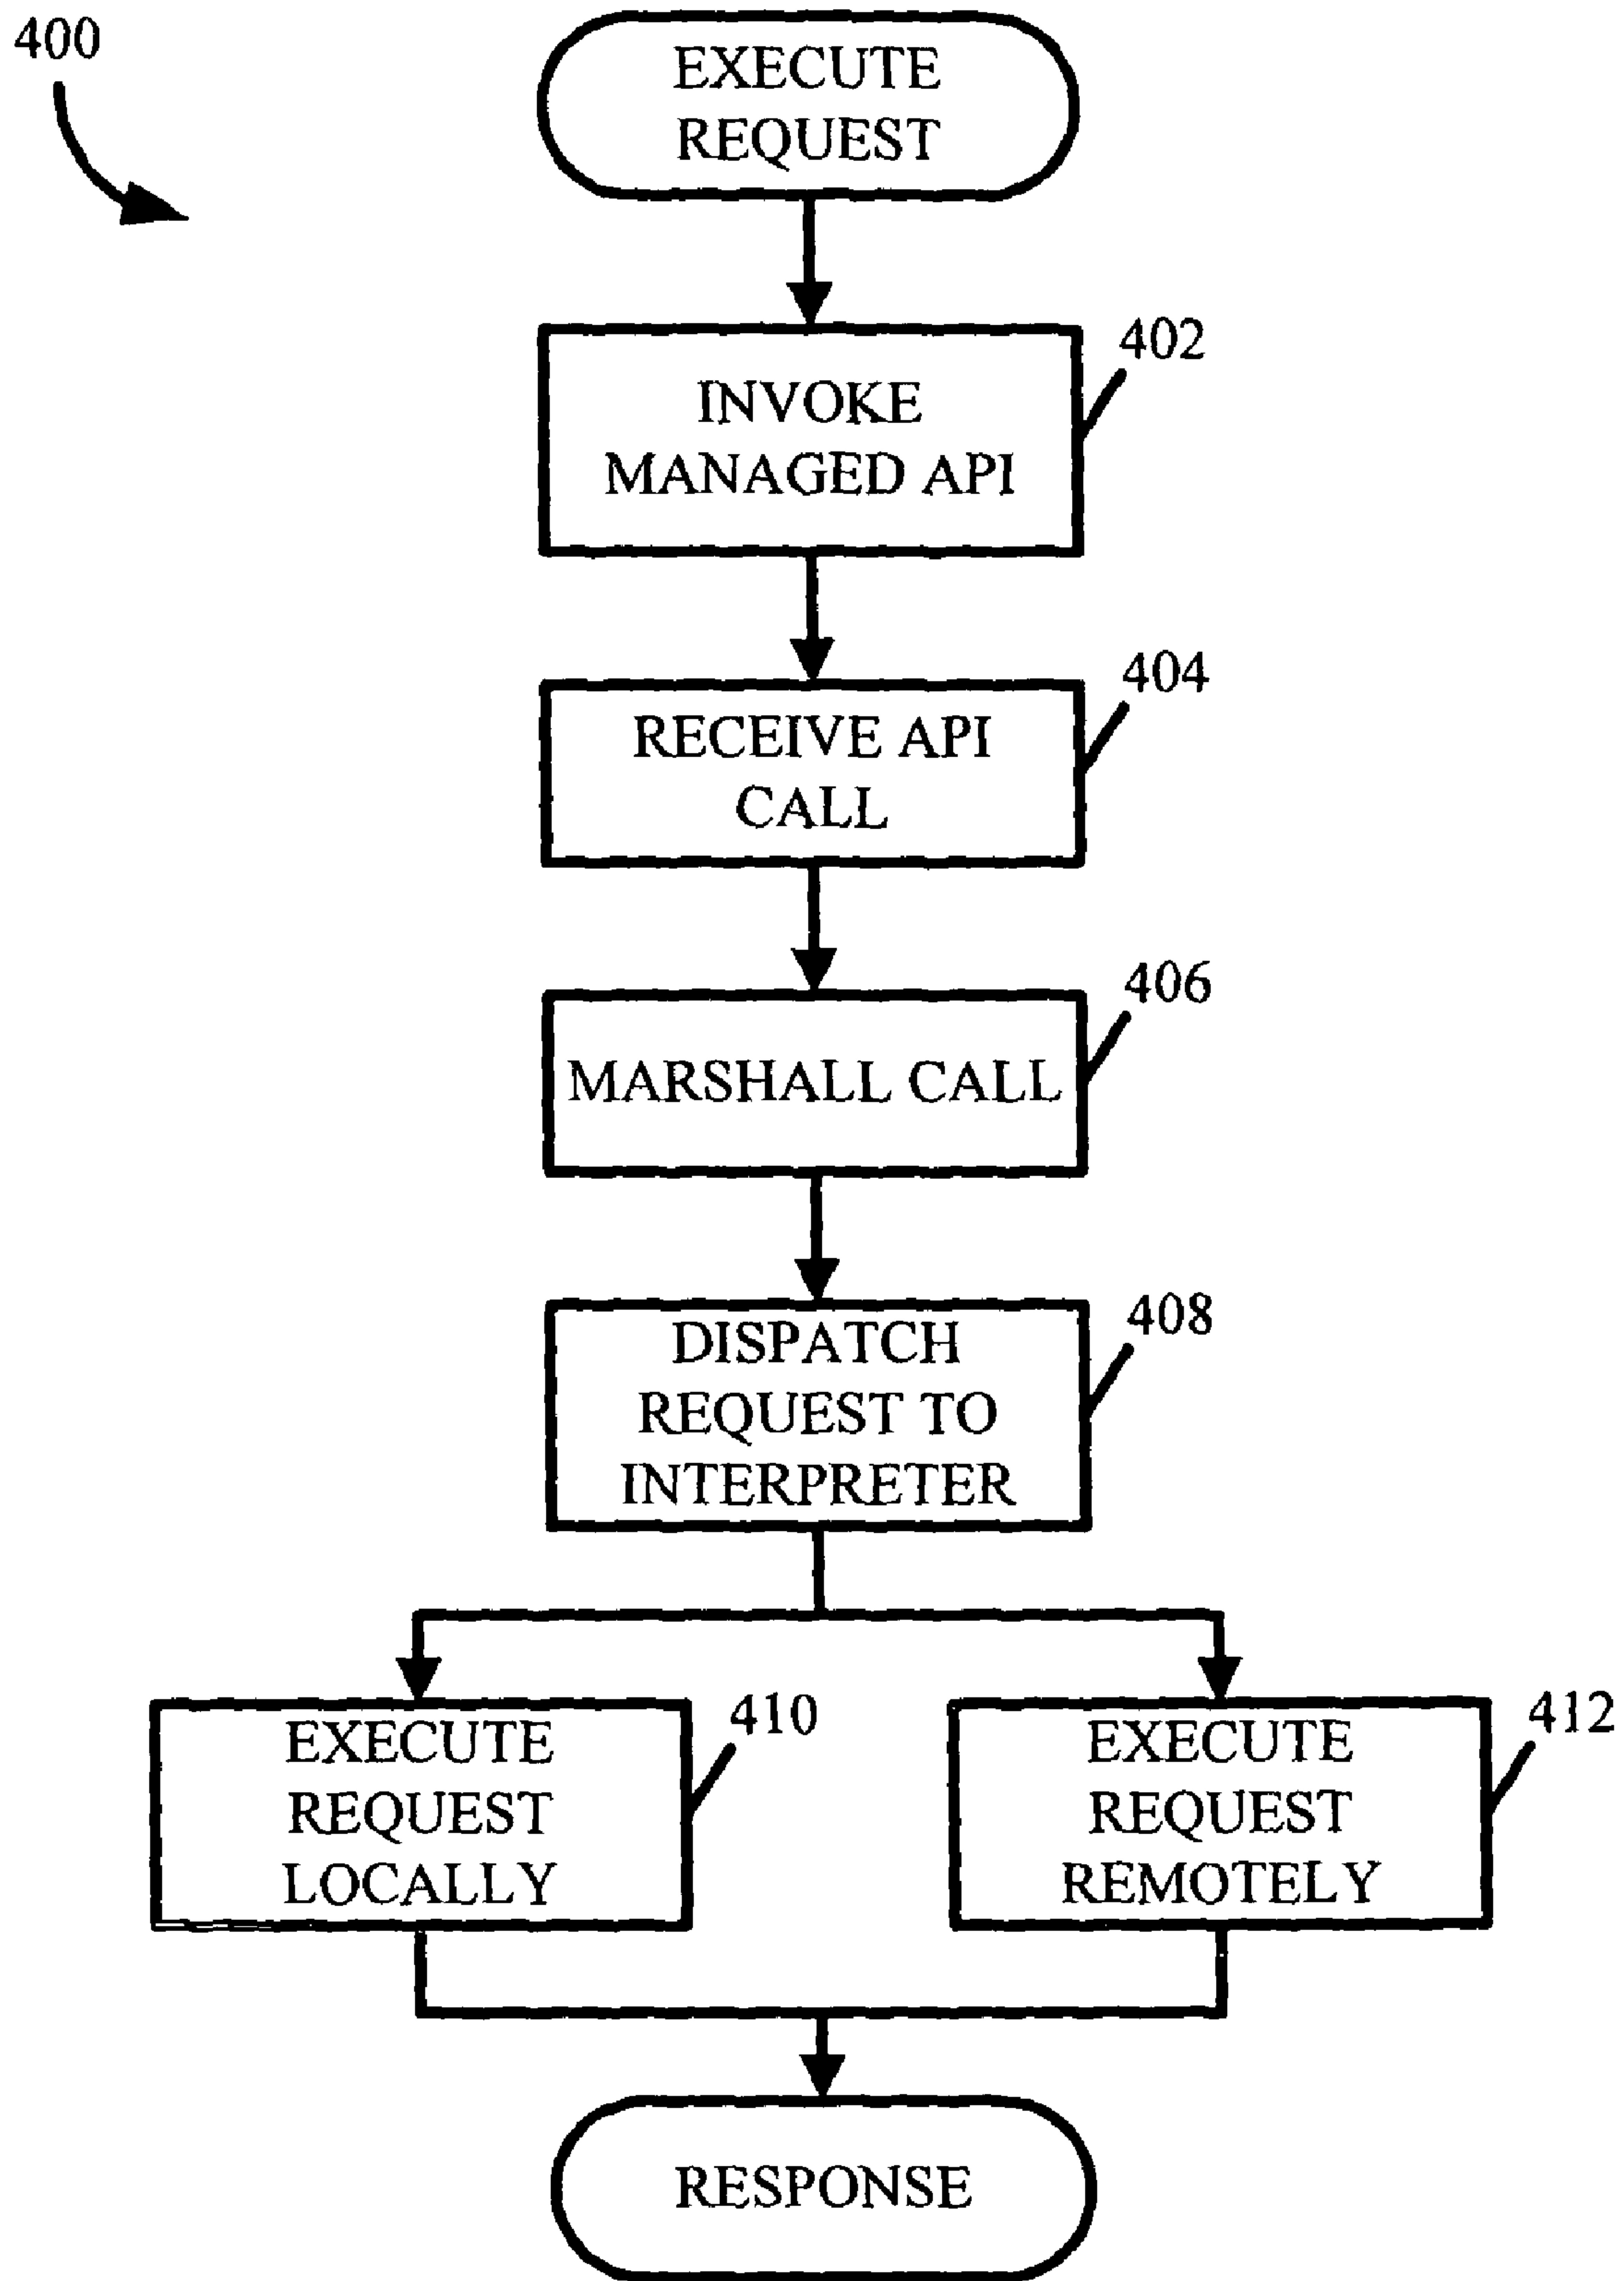 400
EXECUTE
REQUEST
402
INVOKE
MANAGED API
404
RECEIVE API
CALL
406
MARSHALL CALL
408
DISPATCH
REQUEST TO
INTERPRETER
410
EXECUTE
REQUEST
LOCALLY
412
EXECUTE
REQUEST
REMOTELY
RESPONSE